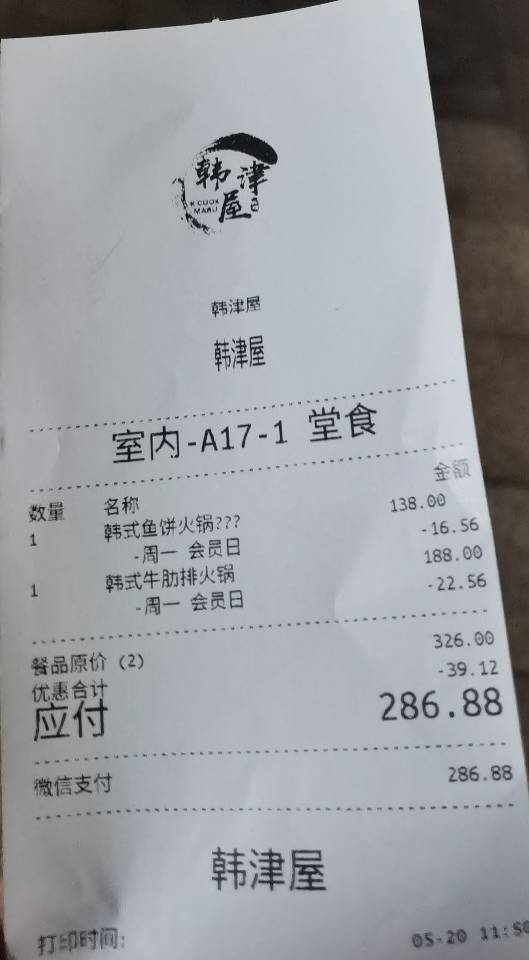 韩津
屋
K CUOK
MARU
韩津屋
韩津屋
室内-A17-1 堂食
数量 名称 金额
1 韩式鱼饼火锅??? 138.00
-周一 会员日 -16.56
1 韩式牛肋排火锅 188.00
-周一 会员日 -22.56
餐品原价 (2) 326.00
优惠合计 -39.12
应付 286.88
微信支付 286.88
韩津屋
打印时间: 05-20 11:50